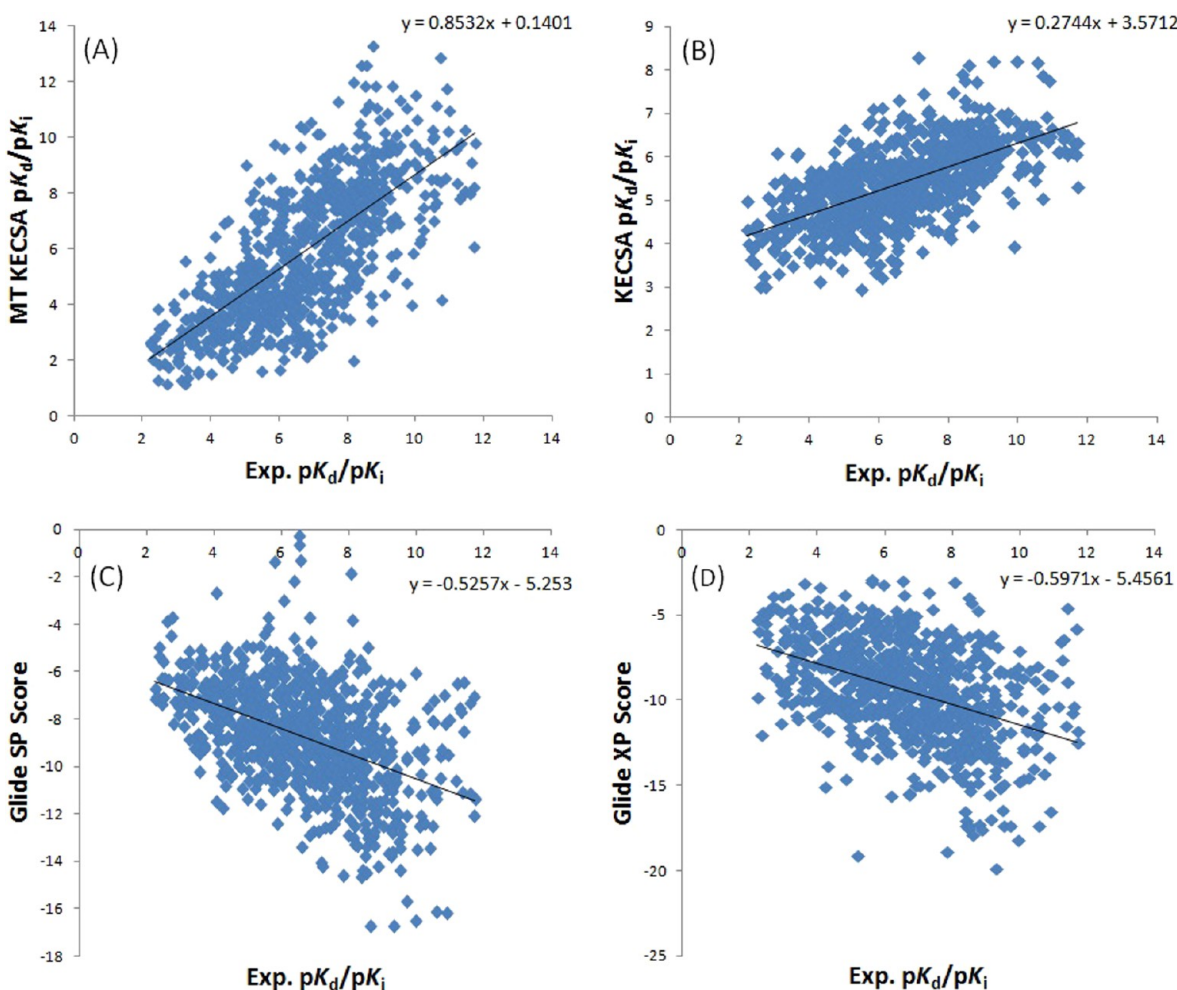 (A)
y = 0.8532x + 0.1401
MT KECSA pKd/pKi
14
12
10
8
6
4
2
0
0 2 4 6 8 10 12 14
Exp. pKd/pKi
(B)
y = 0.2744x + 3.5712
KECSA pKd/pKi
9
8
7
6
5
4
3
2
1
0
0 2 4 6 8 10 12 14
Exp. pKd/pKi
(C)
y = -0.5257x - 5.253
Glide SP Score
0 2 4 6 8 10 12 14
0
-2
-4
-6
-8
-10
-12
-14
-16
-18
Exp. pKd/pKi
(D)
y = -0.5971x - 5.4561
Glide XP Score
0 2 4 6 8 10 12 14
0
-5
-10
-15
-20
-25
Exp. pKd/pKi